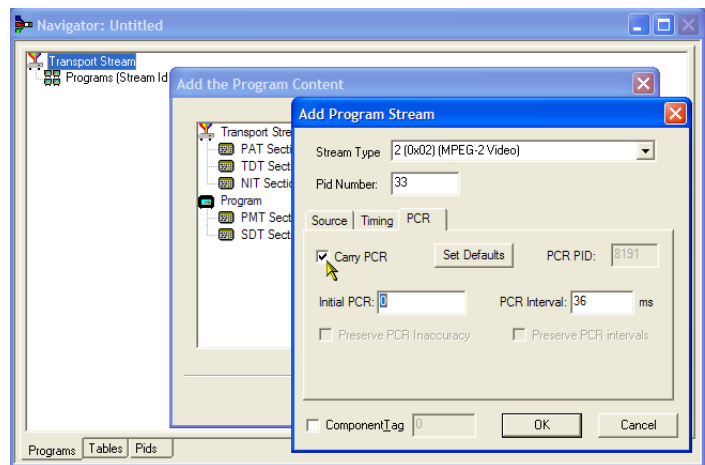 Navigator: Untitled
Transport Stream
Programs (Stream Id
Add the Program Content
Transport Stre
PAT Secti
TDT Sect
NIT Sectio
Program
PMT Sect
SDT Sect
Add Program Stream
Stream Type 2 (0x02) (MPEG-2 Video)
Pid Number: 33
Source Timing PCR
Carry PCR Set Defaults PCR PID: 8191
Initial PCR: 0 PCR Interval: 36 ms
Preserve PCR Inaccuracy Preserve PCR intervals
ComponentTag 0 OK Cancel
Programs Tables Pids